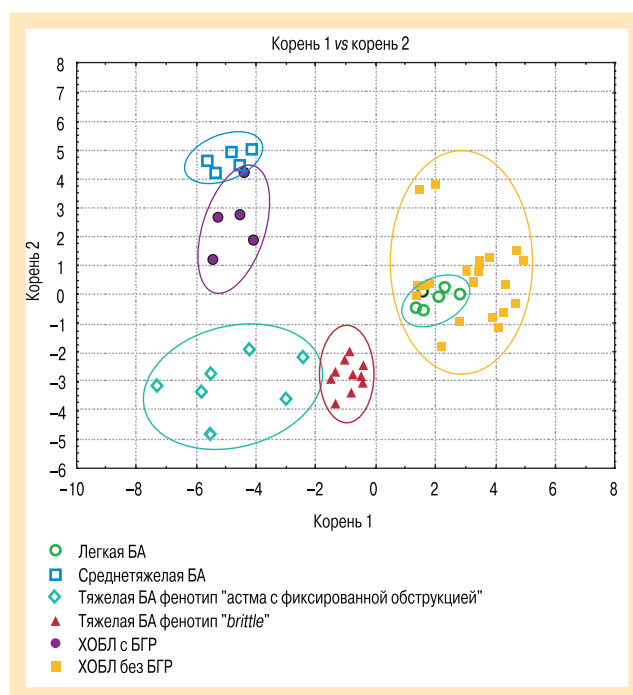 Корень 1 vs корень 2
8
7
6
5
4
3
2
1
0
−1
−2
−3
−4
−5
−6
Корень 2
−10 −8 −6 −4 −2 0 2 4 6 8
Корень 1
Легкая БА
Среднетяжелая БА
Тяжелая БА фенотип "астма с фиксированной обструкцией"
Тяжелая БА фенотип "brittle"
ХОБЛ с БГР
ХОБЛ без БГР